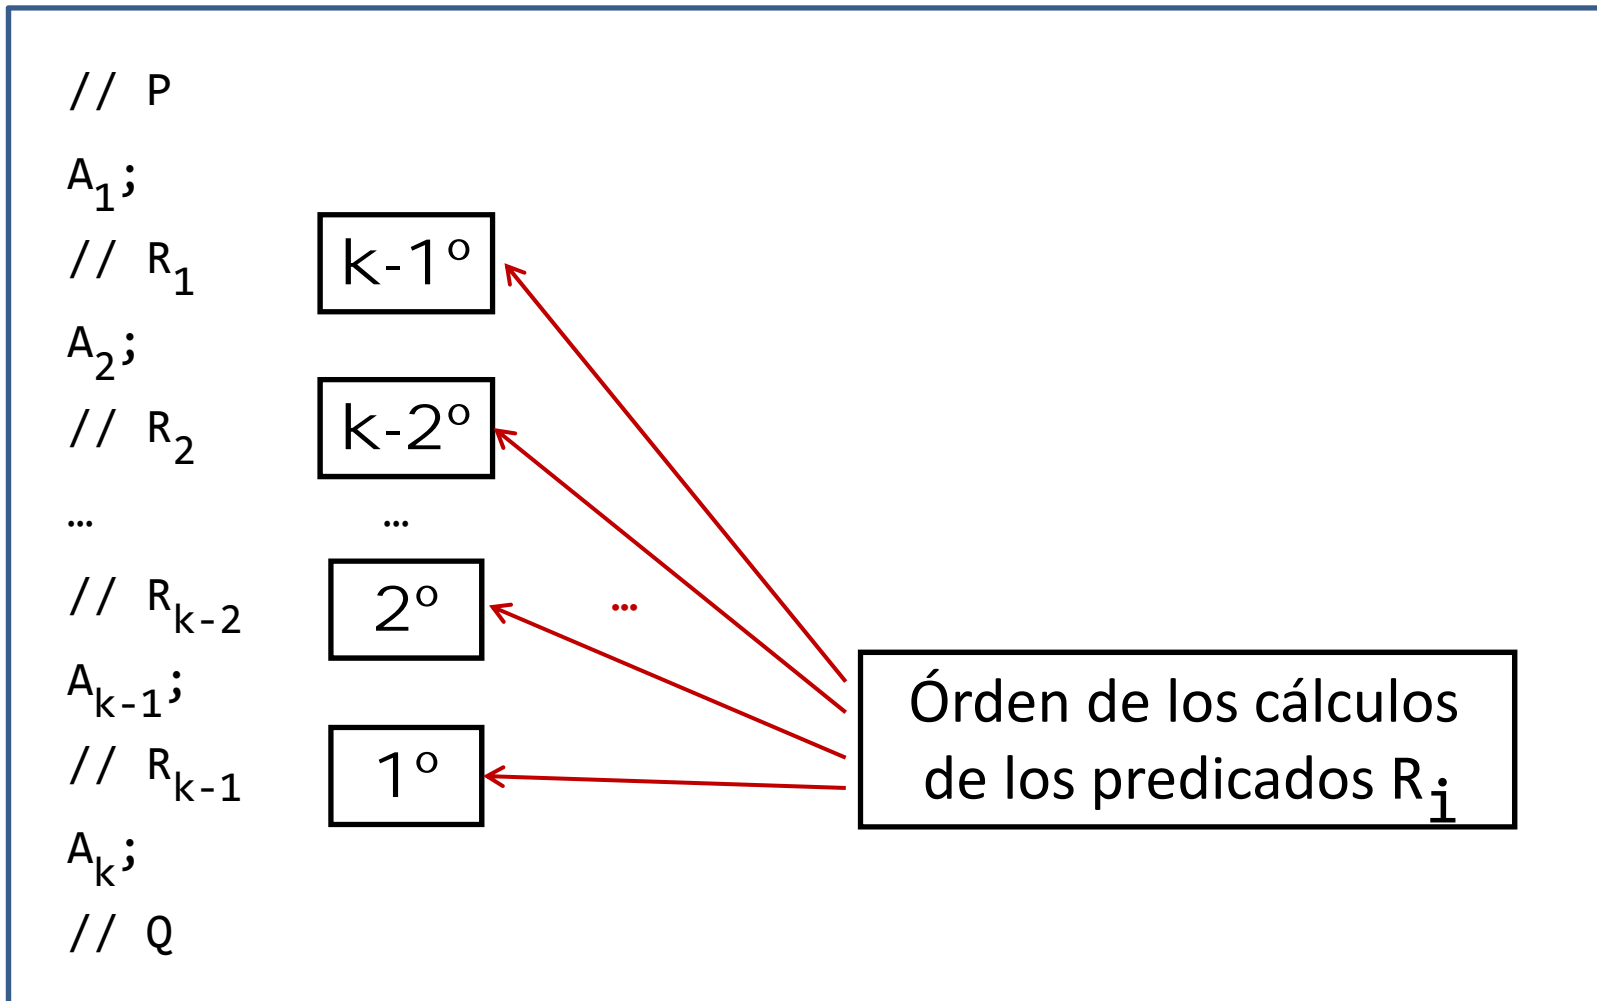 // P
A₁;
// R₁
k-1º
A₂;
// R₂
k-2º
… …
// Rₖ₋₂
2º
…
Aₖ₋₁;
// Rₖ₋₁
1º
Aₖ;
// Q
Órden de los cálculos
de los predicados Rᵢ